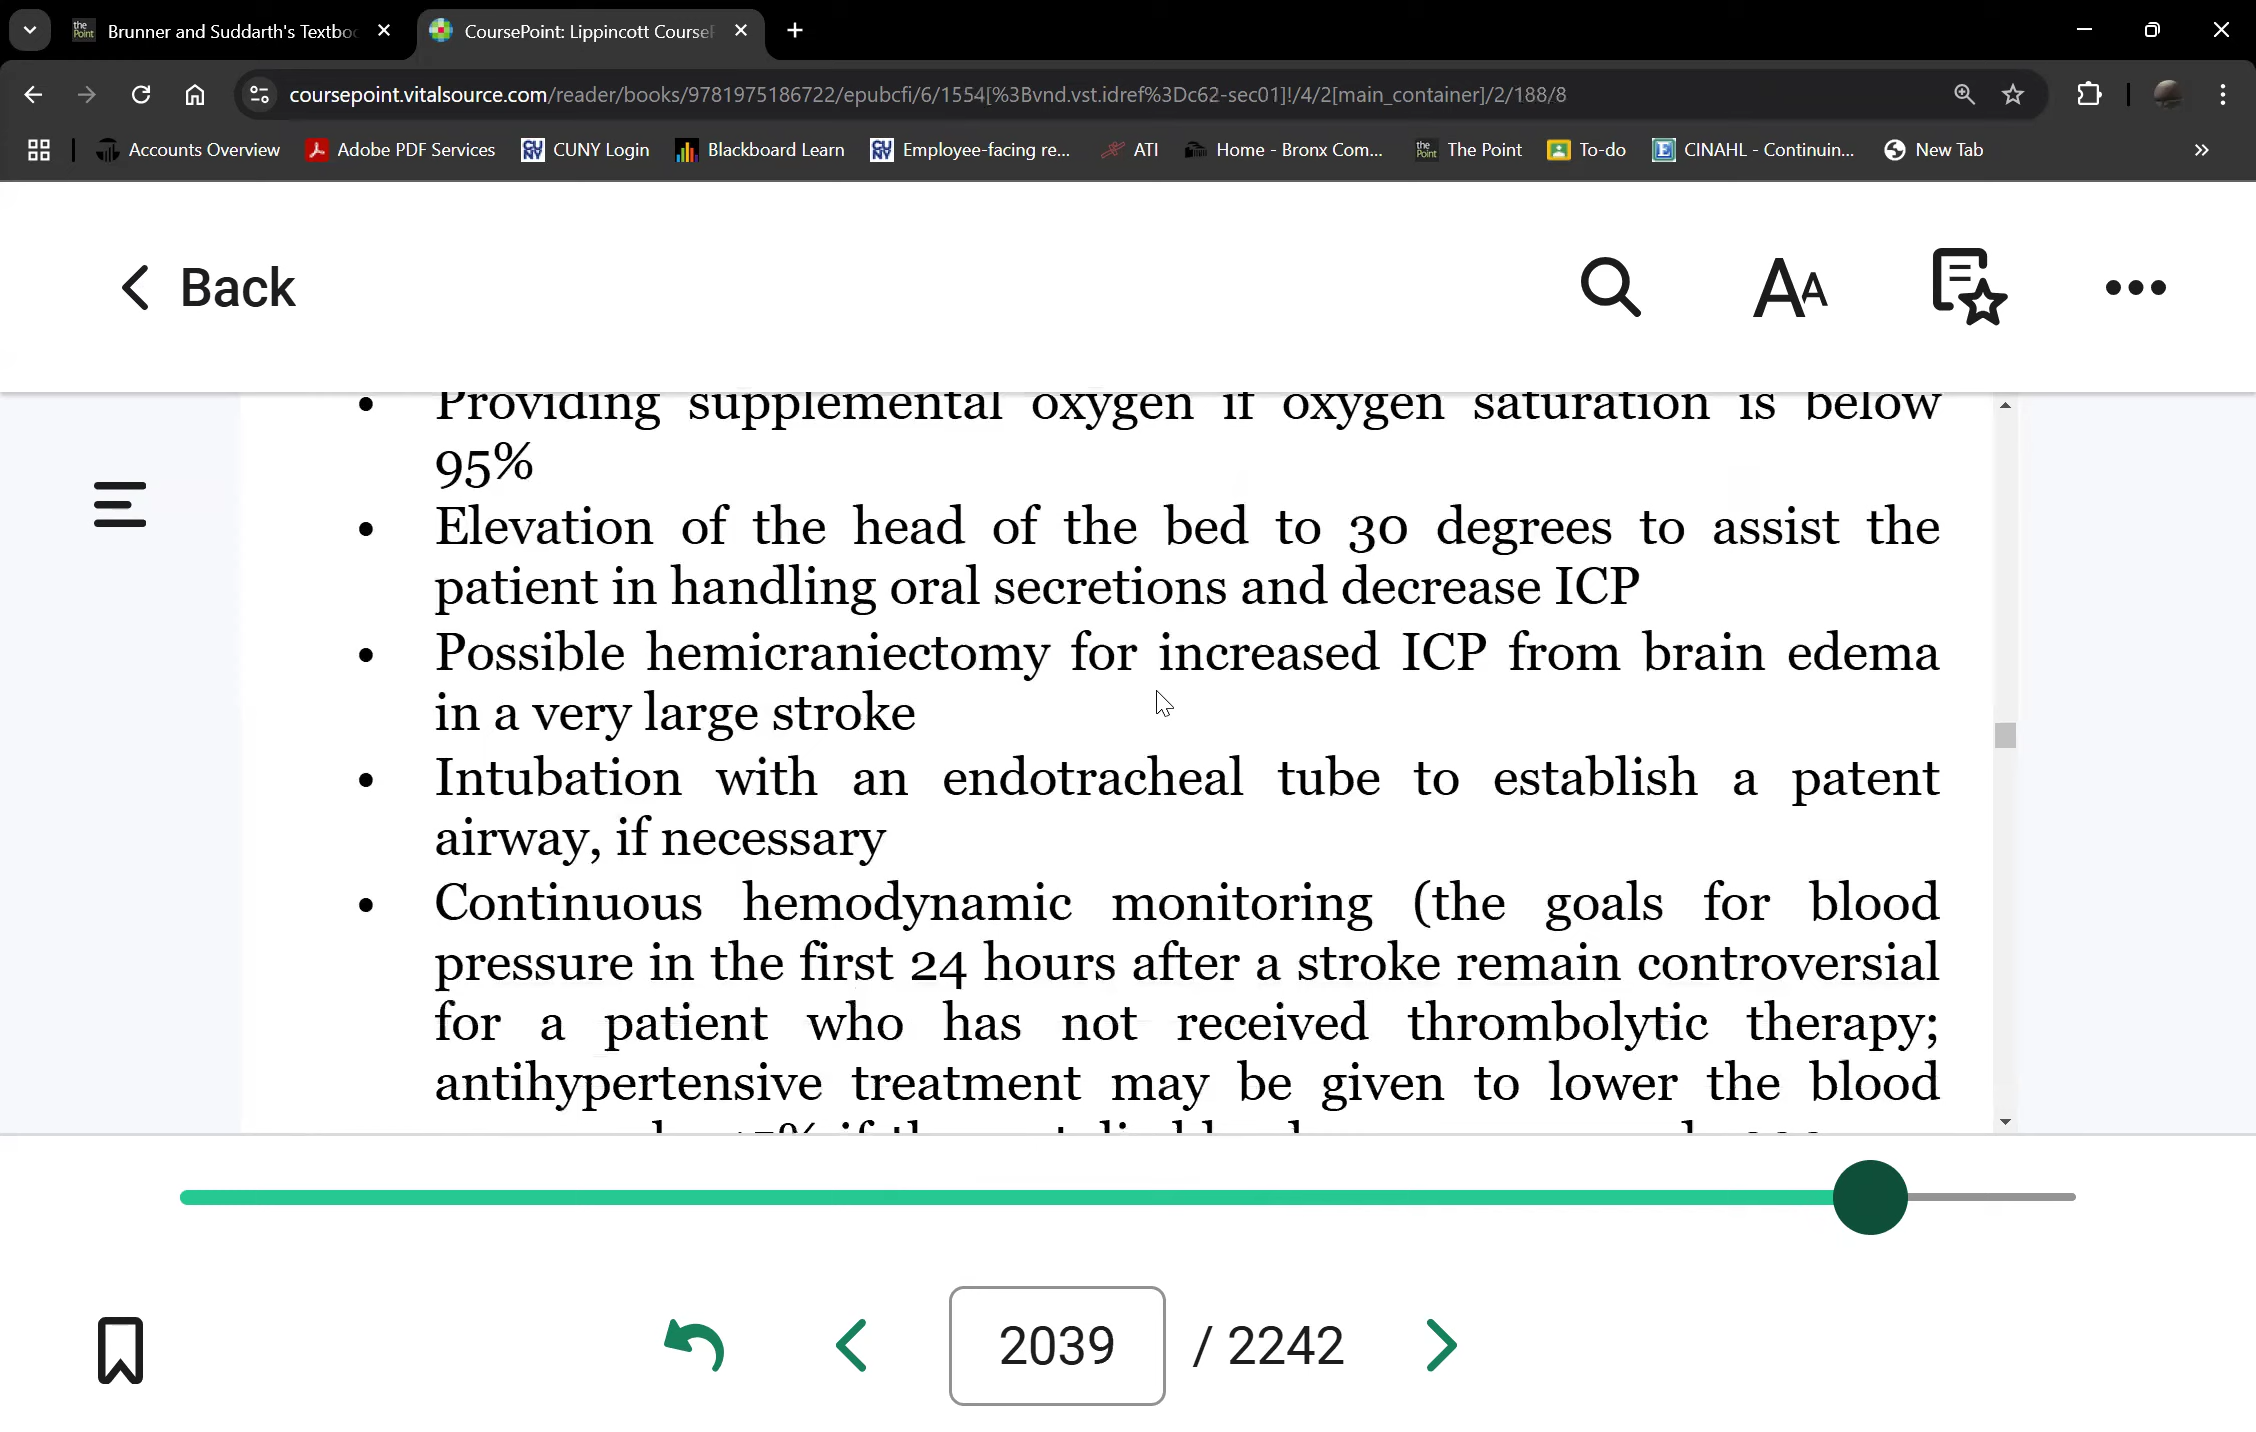 the Point
Brunner and Suddarth's Textboo
CoursePoint: Lippincott CourseP
coursepoint.vitalsource.com/reader/books/9781975186722/epubcfi/6/1554[%3Bvnd.vst.idref%3Dc62-sec01]!/4/2[main_container]/2/188/8
Accounts Overview
Adobe PDF Services
CUNY Login
Blackboard Learn
Employee-facing re...
ATI
Home - Bronx Com...
The Point
To-do
CINAHL - Continuin...
New Tab
Back
AA
• Providing supplemental oxygen if oxygen saturation is below
95%
• Elevation of the head of the bed to 30 degrees to assist the
patient in handling oral secretions and decrease ICP
• Possible hemicraniectomy for increased ICP from brain edema
in a very large stroke
• Intubation with an endotracheal tube to establish a patent
airway, if necessary
• Continuous hemodynamic monitoring (the goals for blood
pressure in the first 24 hours after a stroke remain controversial
for a patient who has not received thrombolytic therapy;
antihypertensive treatment may be given to lower the blood
2039 / 2242